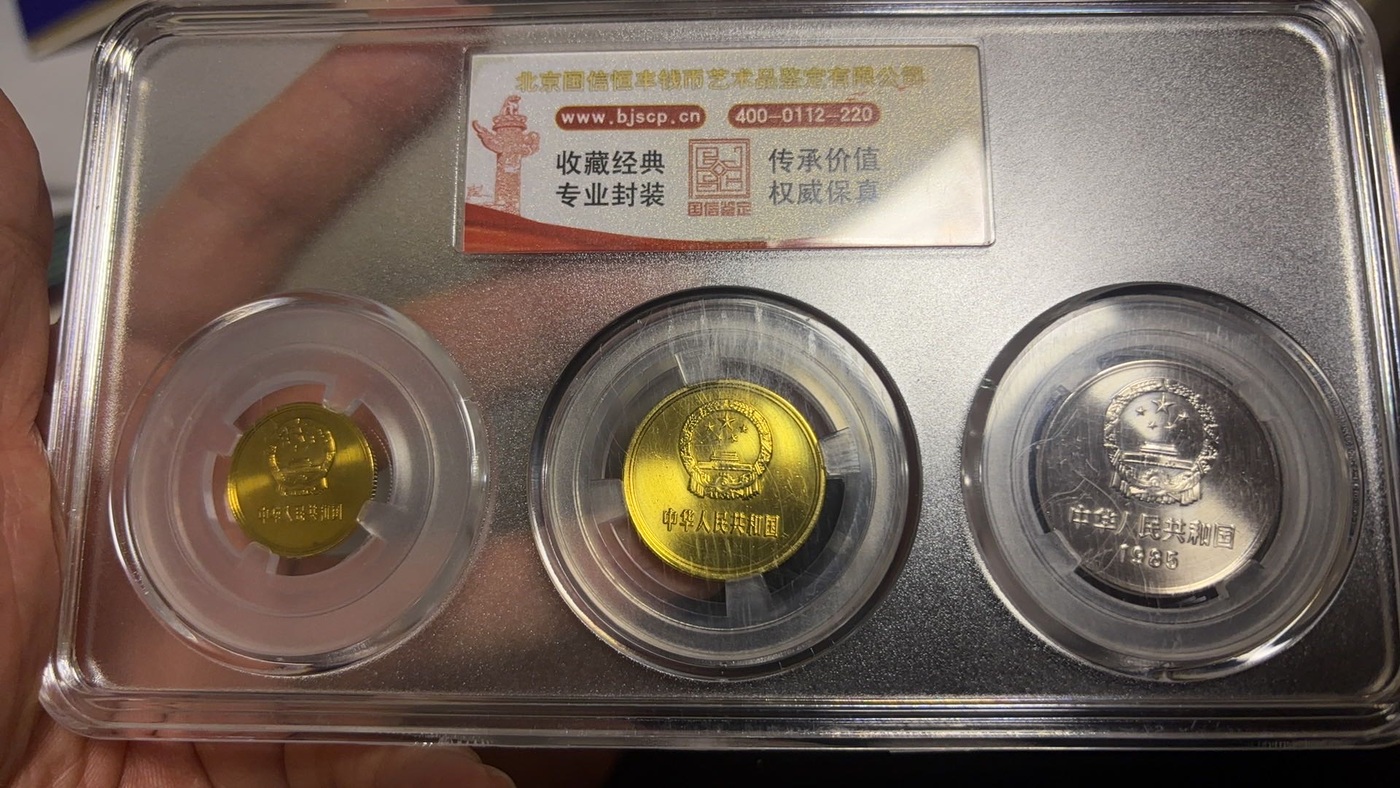 北京国信恒丰钱币艺术品鉴定有限公司
www.bjscp.cn 400-0112-220
收藏经典 传承价值
专业封装 权威保真
国信鉴定
中华人民共和国
中华人民共和国
中华人民共和国
1985